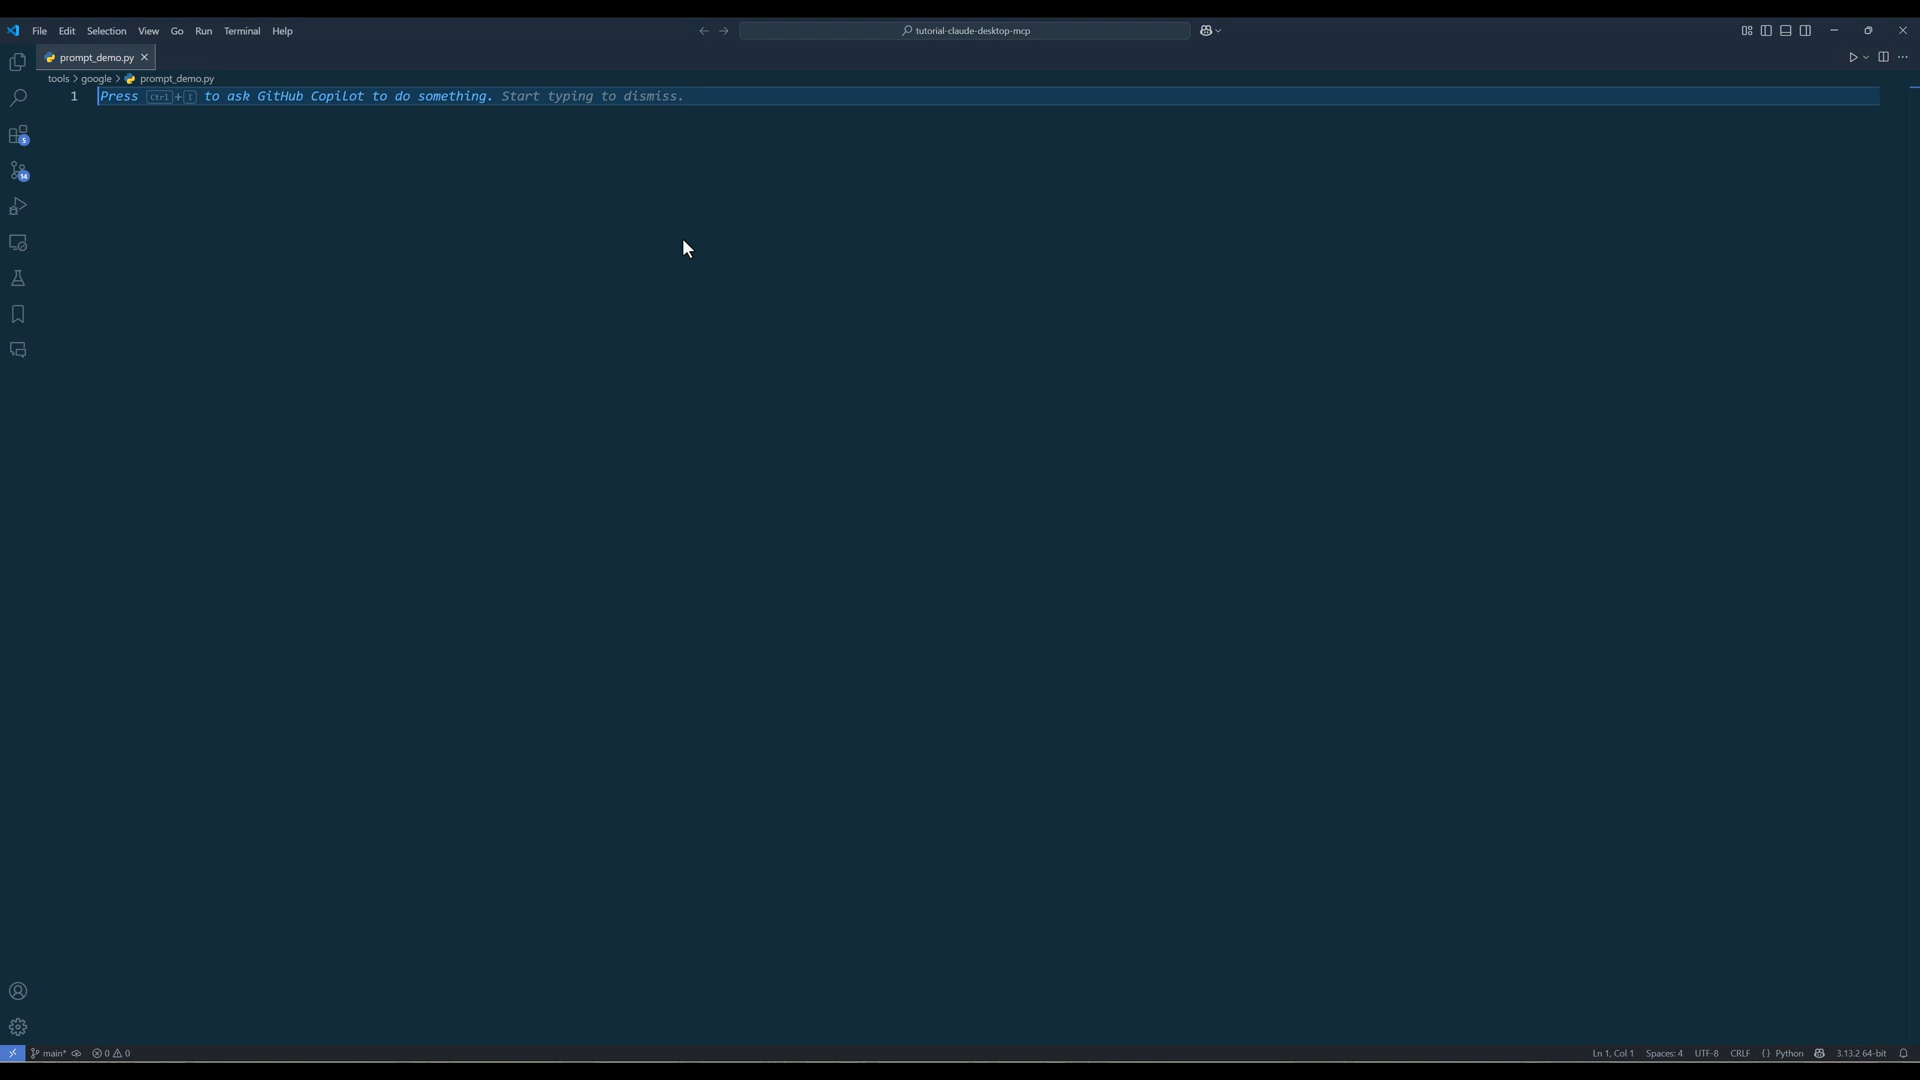 File Edit Selection View Go Run Terminal Help
tutorial-claude-desktop-mcp
prompt_demo.py
tools > google > prompt_demo.py
1 Press Ctrl+I to ask GitHub Copilot to do something. Start typing to dismiss.
5
14
main* 0 0
Ln 1, Col 1 Spaces: 4 UTF-8 CRLF {} Python 3.13.2 64-bit